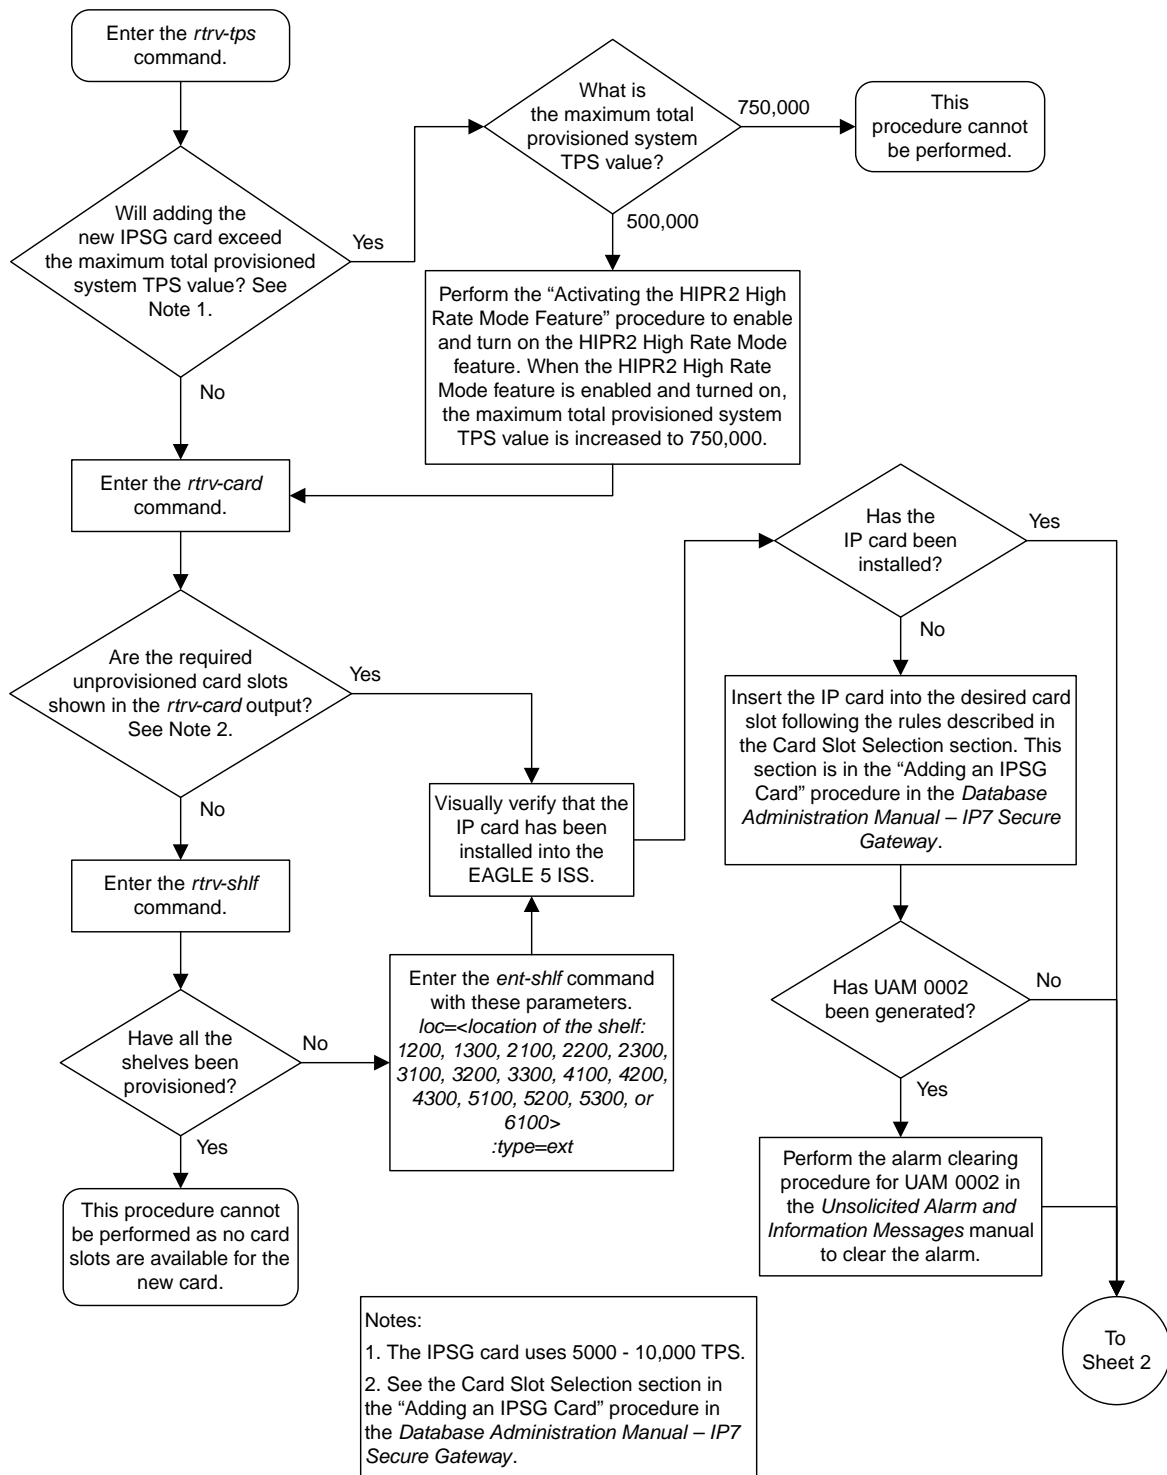 Enter the rtrv-tps
command.
Will adding the
new IPSG card exceed
the maximum total provisioned
system TPS value? See
Note 1.
Yes
No
What is
the maximum total
provisioned system
TPS value?
750,000
500,000
This
procedure cannot
be performed.
Perform the “Activating the HIPR2 High
Rate Mode Feature” procedure to enable
and turn on the HIPR2 High Rate Mode
feature. When the HIPR2 High Rate
Mode feature is enabled and turned on,
the maximum total provisioned system
TPS value is increased to 750,000.
Enter the rtrv-card
command.
Are the required
unprovisioned card slots
shown in the rtrv-card output?
See Note 2.
Yes
No
Enter the rtrv-shlf
command.
Have all the
shelves been
provisioned?
No
Yes
This procedure cannot
be performed as no card
slots are available for the
new card.
Enter the ent-shlf command
with these parameters.
loc=<location of the shelf:
1200, 1300, 2100, 2200, 2300,
3100, 3200, 3300, 4100, 4200,
4300, 5100, 5200, 5300, or
6100>
:type=ext
Visually verify that the
IP card has been
installed into the
EAGLE 5 ISS.
Has the
IP card been
installed?
Yes
No
Insert the IP card into the desired card
slot following the rules described in
the Card Slot Selection section. This
section is in the “Adding an IPSG
Card” procedure in the Database
Administration Manual – IP7 Secure
Gateway.
Has UAM 0002
been generated?
No
Yes
Perform the alarm clearing
procedure for UAM 0002 in
the Unsolicited Alarm and
Information Messages manual
to clear the alarm.
To
Sheet 2
Notes:
1. The IPSG card uses 5000 - 10,000 TPS.
2. See the Card Slot Selection section in
the “Adding an IPSG Card” procedure in
the Database Administration Manual – IP7
Secure Gateway.